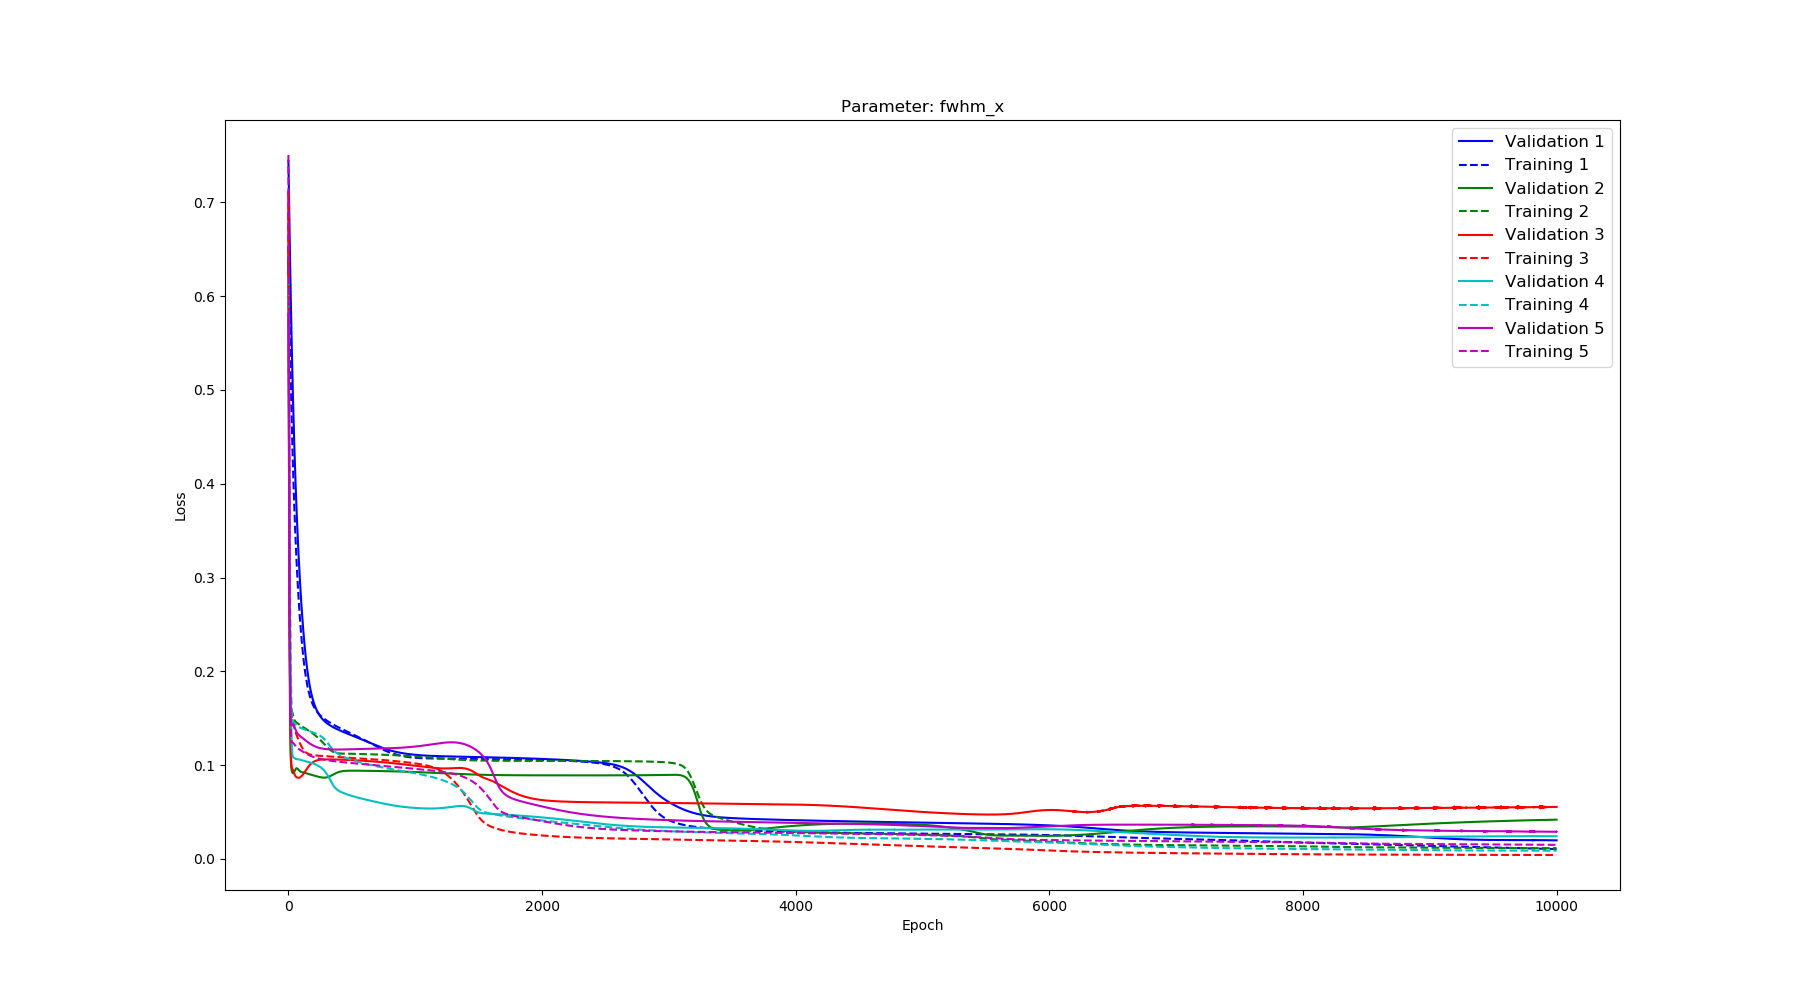 Parameter: fwhm_x
Validation 1
Training 1
Validation 2
Training 2
Validation 3
Training 3
Validation 4
Training 4
Validation 5
Training 5
0.7
0.6
0.5
0.4
0.3
0.2
0.1
0.0
Loss
0 2000 4000 6000 8000 10000
Epoch